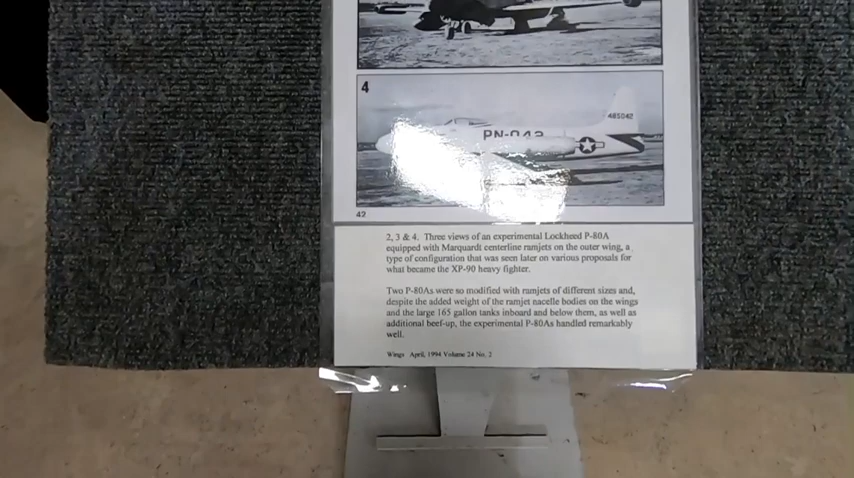 4
485042
PN-042
42
2, 3 & 4. Three views of an experimental Lockheed P-80A
equipped with Marquardt centerline ramjets on the outer wing, a
type of configuration that was seen later on various proposals for
what became the XP-90 heavy fighter.
Two P-80As were so modified with ramjets of different sizes and,
despite the added weight of the ramjet nacelle bodies on the wings
and the large 165 gallon tanks inboard and below them, as well as
additional beef-up, the experimental P-80As handled remarkably
well.
Wings April, 1994 Volume 24 No. 2